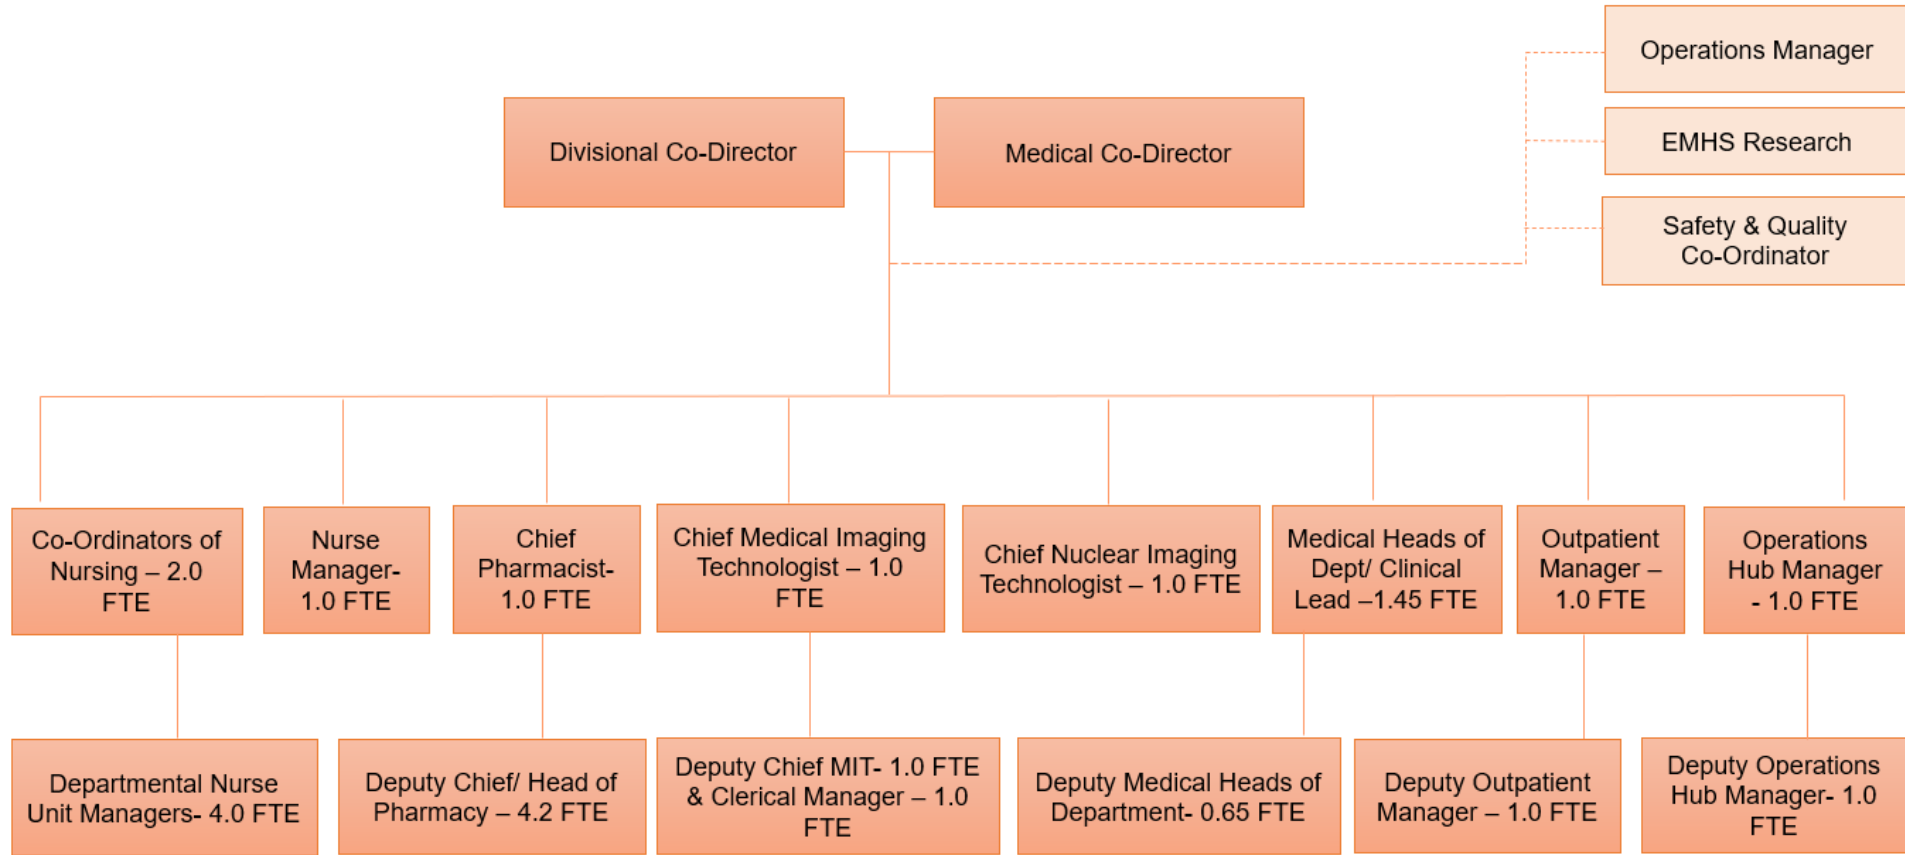 Operations Manager
EMHS Research
Safety & Quality
Co-Ordinator
Divisional Co-Director
Medical Co-Director
Co-Ordinators of
Nursing – 2.0
FTE
Nurse
Manager-
1.0 FTE
Chief
Pharmacist-
1.0 FTE
Chief Medical Imaging
Technologist – 1.0
FTE
Chief Nuclear Imaging
Technologist – 1.0 FTE
Medical Heads of
Dept/ Clinical
Lead –1.45 FTE
Outpatient
Manager –
1.0 FTE
Operations
Hub Manager
- 1.0 FTE
Departmental Nurse
Unit Managers- 4.0 FTE
Deputy Chief/ Head of
Pharmacy – 4.2 FTE
Deputy Chief MIT- 1.0 FTE
& Clerical Manager – 1.0
FTE
Deputy Medical Heads of
Department- 0.65 FTE
Deputy Outpatient
Manager – 1.0 FTE
Deputy Operations
Hub Manager- 1.0
FTE